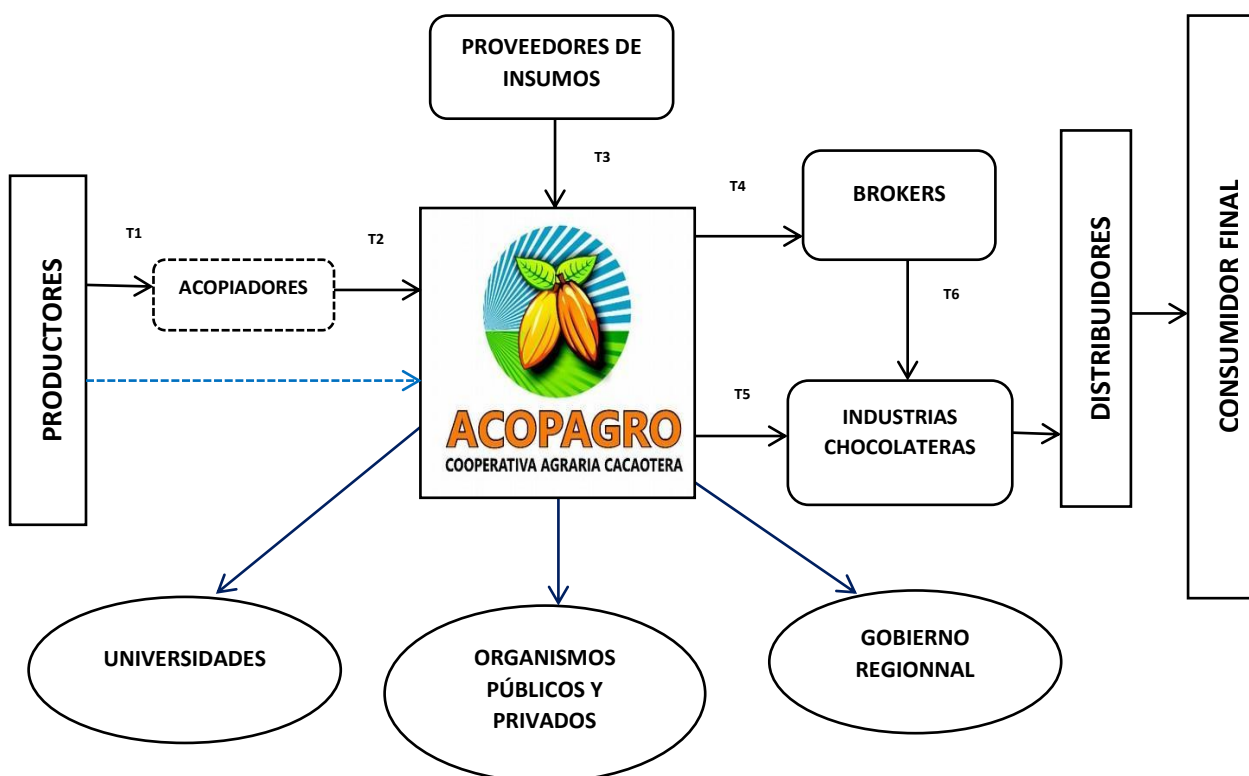 PROVEEDORES DE
INSUMOS
T3
T4
BROKERS
T1
T2
PRODUCTORES
ACOPIADORES
ACOPAGRO
COOPERATIVA AGRARIA CACAOTERA
T6
T5
INDUSTRIAS
CHOCOLATERAS
DISTRIBUIDORES
CONSUMIDOR FINAL
UNIVERSIDADES
ORGANISMOS
PÚBLICOS Y
PRIVADOS
GOBIERNO
REGIONNAL